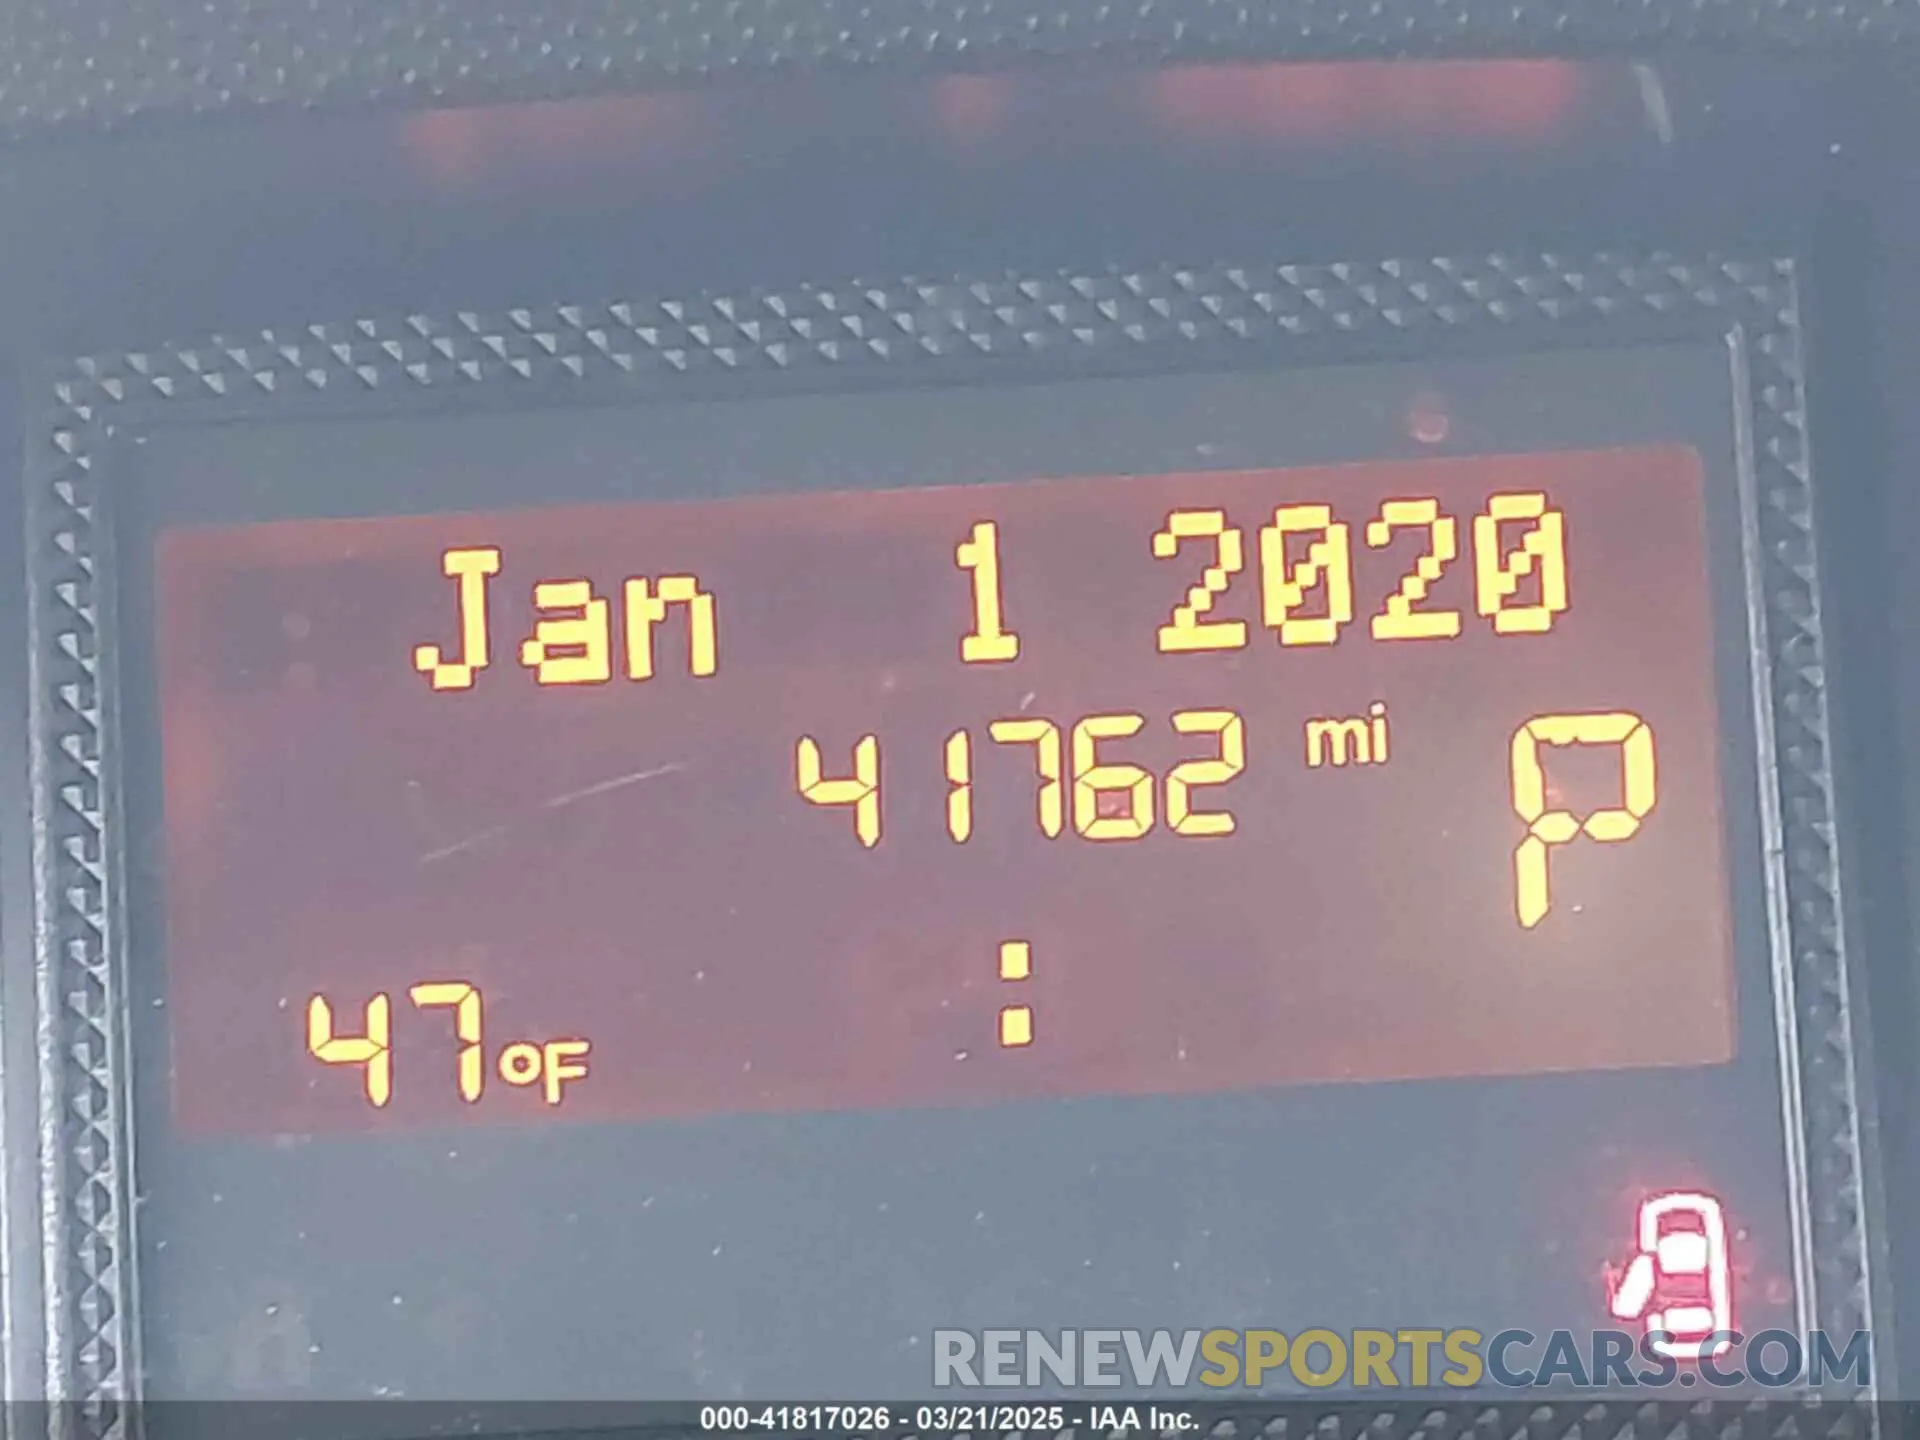 Jan 1 2020
41762 mi P
47°F :
RENEWSPORTSCARS.COM
000-41817026 - 03/21/2025 - IAA Inc.